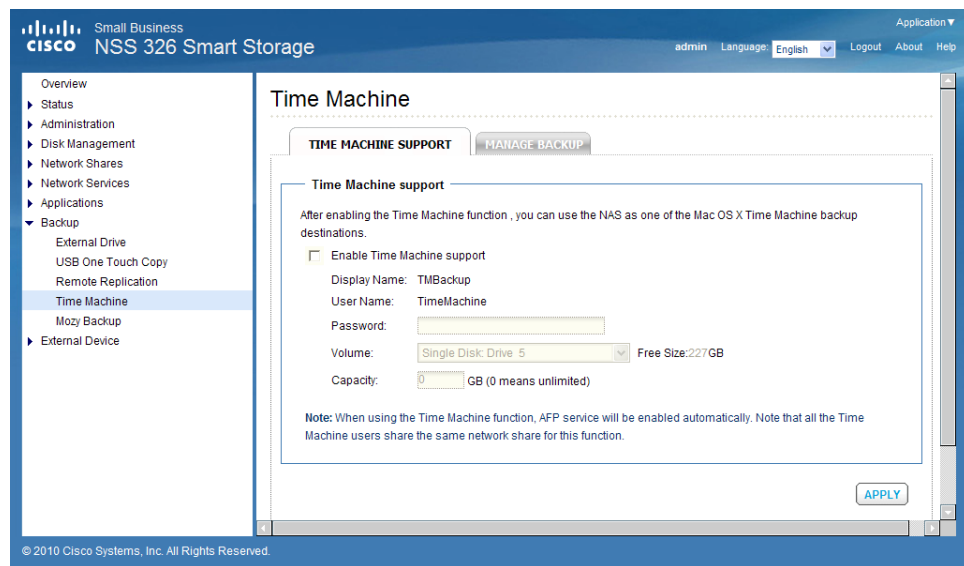 Small Business
CISCO NSS 326 Smart Storage
Application
admin Language: English Logout About Help
Overview
Status
Administration
Disk Management
Network Shares
Network Services
Applications
Backup
External Drive
USB One Touch Copy
Remote Replication
Time Machine
Mozy Backup
External Device
Time Machine
TIME MACHINE SUPPORT
MANAGE BACKUP
Time Machine support
After enabling the Time Machine function , you can use the NAS as one of the Mac OS X Time Machine backup
destinations.
Enable Time Machine support
Display Name: TMBackup
User Name: TimeMachine
Password:
Volume: Single Disk: Drive 5 Free Size:227GB
Capacity: 0 GB (0 means unlimited)
Note: When using the Time Machine function, AFP service will be enabled automatically. Note that all the Time
Machine users share the same network share for this function.
APPLY
© 2010 Cisco Systems, Inc. All Rights Reserved.